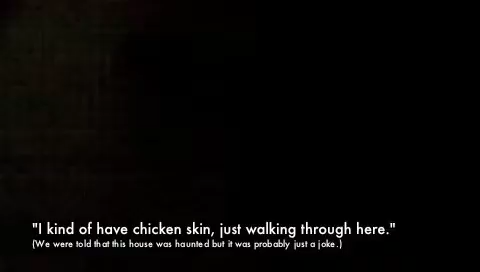 "I kind of have chicken skin, just walking through here."
(We were told that this house was haunted but it was probably just a joke.)